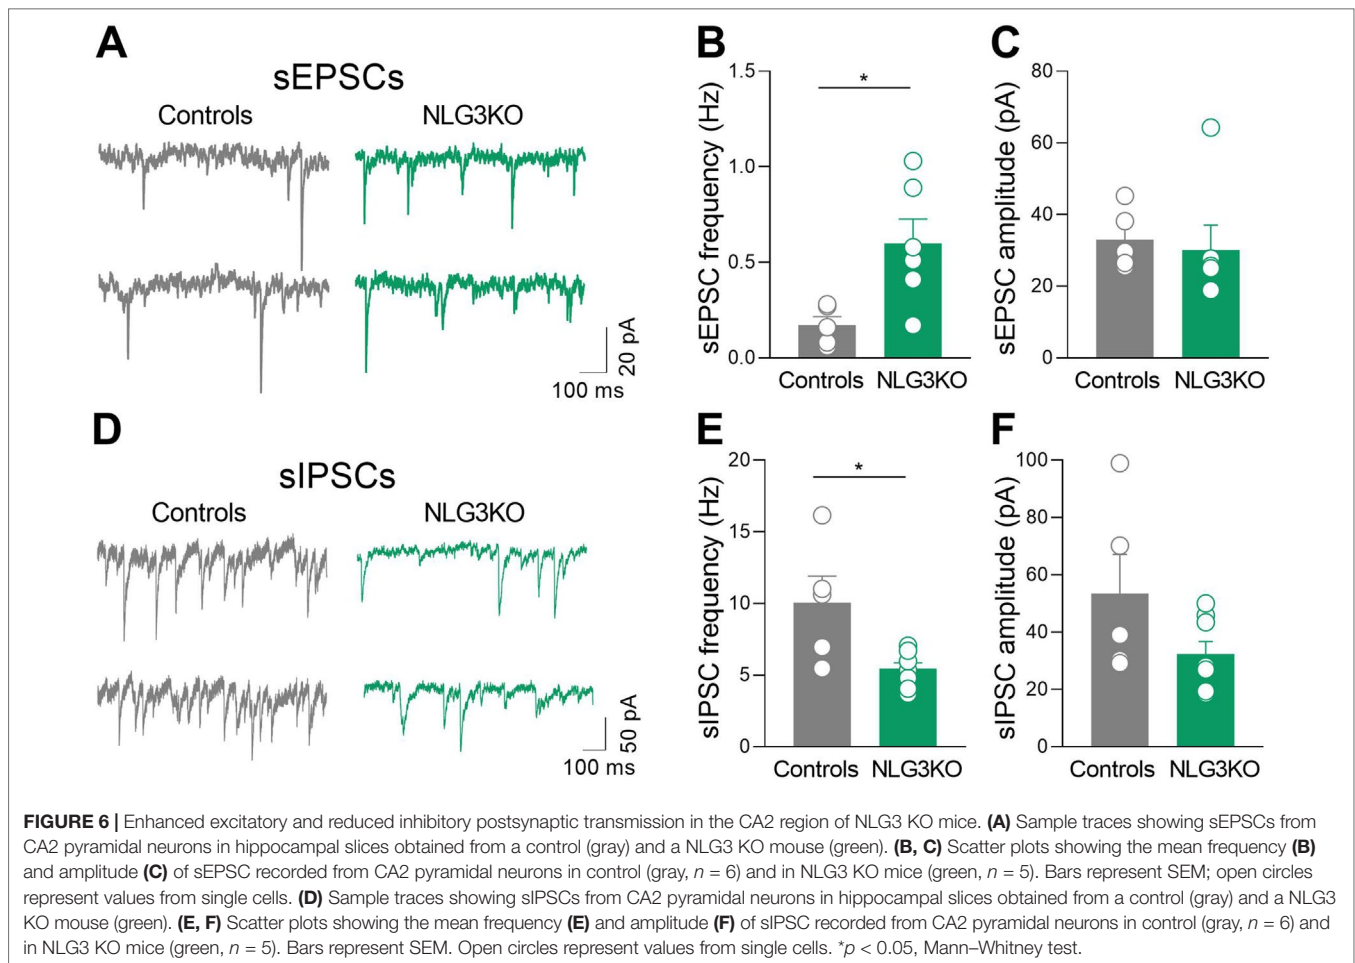 A
sEPSCs
Controls
NLG3KO
20 pA
100 ms
B
sEPSC frequency (Hz)
1.5
1.0
0.5
0.0
*
Controls
NLG3KO
C
sEPSC amplitude (pA)
80
60
40
20
0
Controls
NLG3KO
D
sIPSCs
Controls
NLG3KO
50 pA
100 ms
E
sIPSC frequency (Hz)
20
15
10
5
0
*
Controls
NLG3KO
F
sIPSC amplitude (pA)
100
80
60
40
20
0
Controls
NLG3KO
FIGURE 6 | Enhanced excitatory and reduced inhibitory postsynaptic transmission in the CA2 region of NLG3 KO mice. (A) Sample traces showing sEPSCs from
CA2 pyramidal neurons in hippocampal slices obtained from a control (gray) and a NLG3 KO mouse (green). (B, C) Scatter plots showing the mean frequency (B)
and amplitude (C) of sEPSC recorded from CA2 pyramidal neurons in control (gray, n = 6) and in NLG3 KO mice (green, n = 5). Bars represent SEM; open circles
represent values from single cells. (D) Sample traces showing sIPSCs from CA2 pyramidal neurons in hippocampal slices obtained from a control (gray) and a NLG3
KO mouse (green). (E, F) Scatter plots showing the mean frequency (E) and amplitude (F) of sIPSC recorded from CA2 pyramidal neurons in control (gray, n = 6) and
in NLG3 KO mice (green, n = 5). Bars represent SEM. Open circles represent values from single cells. *p < 0.05, Mann–Whitney test.